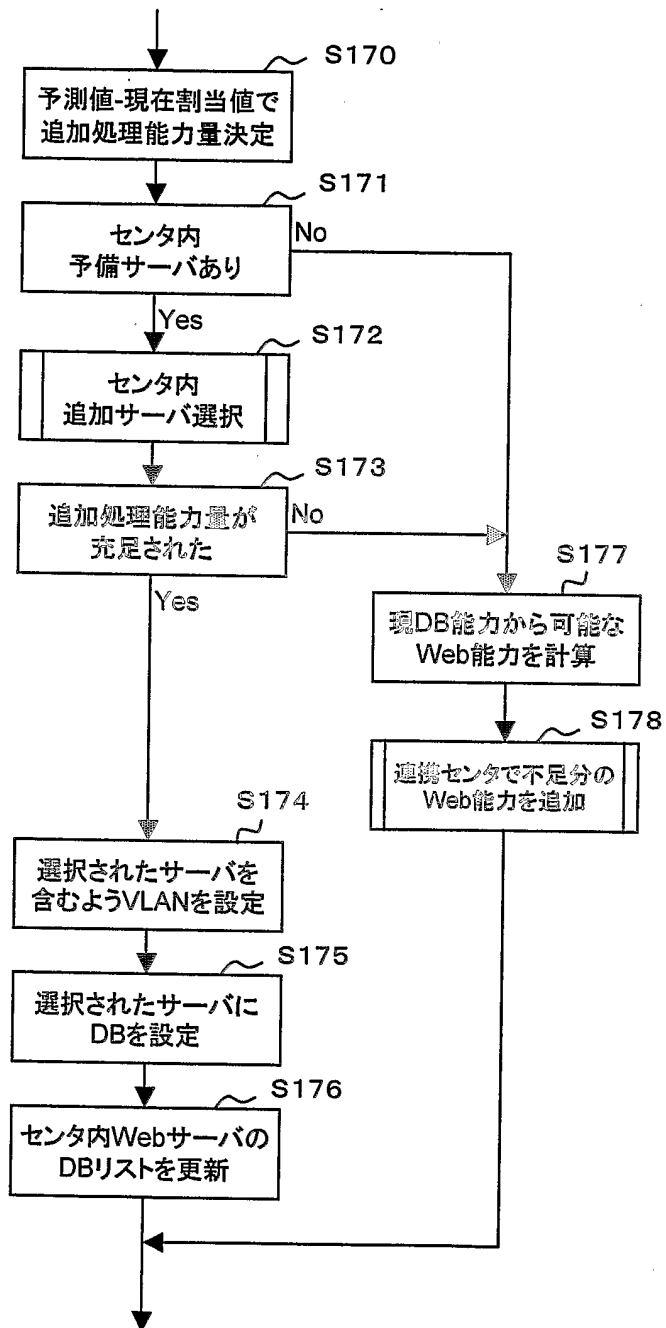 S170
予測値-現在割当値で
追加処理能力量決定
S171
センタ内
予備サーバあり
No
Yes
S172
センタ内
追加サーバ選択
S173
追加処理能力量が
充足された
No
Yes
S177
現DB能力から可能な
Web能力を計算
S178
連携センタで不足分の
Web能力を追加
S174
選択されたサーバを
含むようVLANを設定
S175
選択されたサーバに
DBを設定
S176
センタ内Webサーバの
DBリストを更新